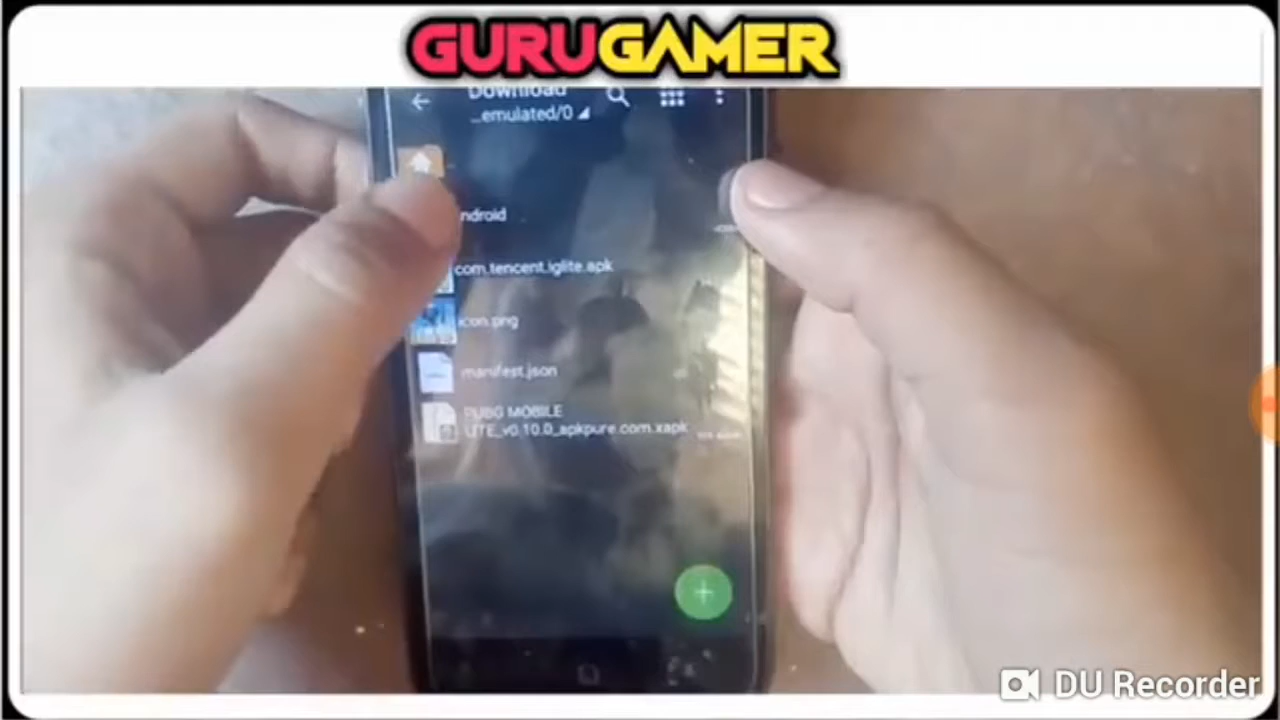 GURUGAMER
Download
...emulated/0
ndroid
com.tencent.iglite.apk
icon.png
manifest.json
PUBG MOBILE
LITE_v0.10.0_apkpure.com.xapk
DU Recorder